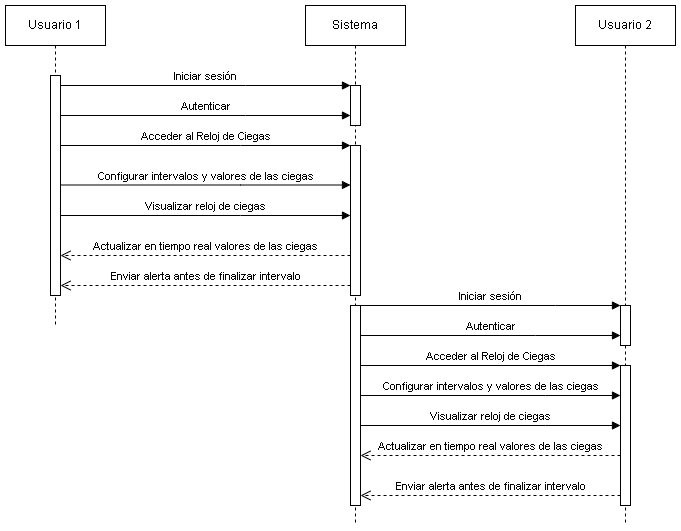 Usuario 1
Sistema
Usuario 2
Iniciar sesión
Autenticar
Acceder al Reloj de Ciegas
Configurar intervalos y valores de las ciegas
Visualizar reloj de ciegas
Actualizar en tiempo real valores de las ciegas
Enviar alerta antes de finalizar intervalo
Iniciar sesión
Autenticar
Acceder al Reloj de Ciegas
Configurar intervalos y valores de las ciegas
Visualizar reloj de ciegas
Actualizar en tiempo real valores de las ciegas
Enviar alerta antes de finalizar intervalo